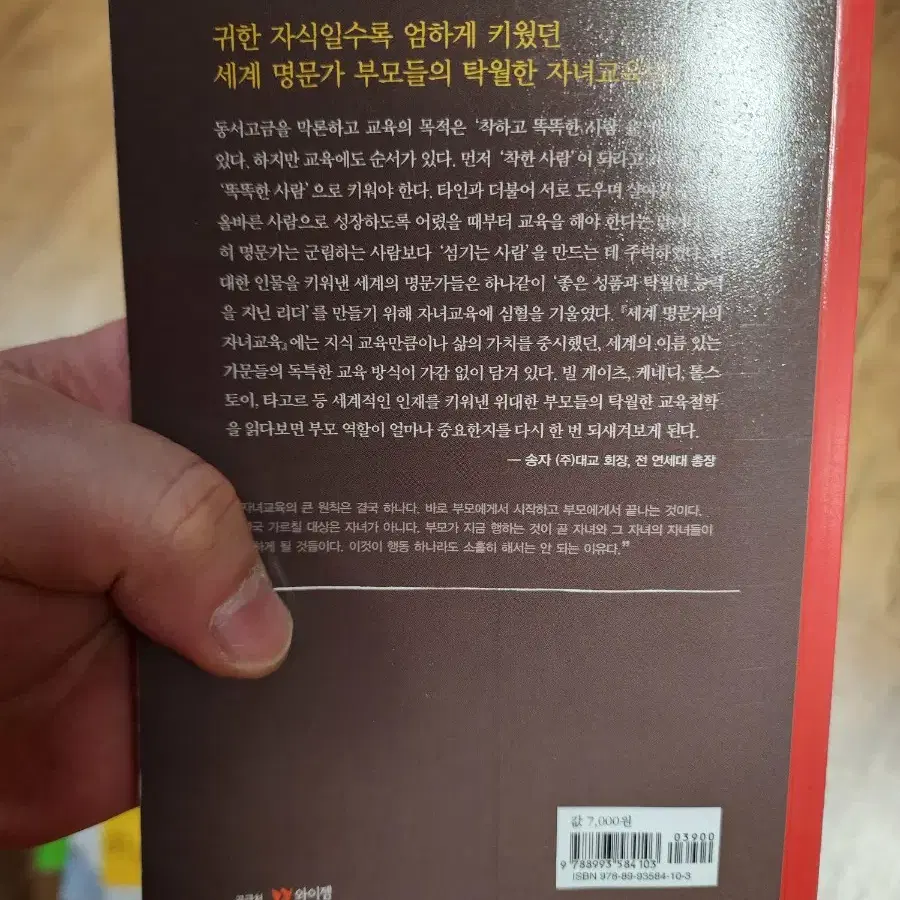 귀한 자식일수록 엄하게 키웠던
세계 명문가 부모들의 탁월한 자녀교육
동서고금을 막론하고 교육의 목적은 ‘착하고 똑똑한 사람’
있다. 하지만 교육에도 순서가 있다. 먼저 ‘착한 사람’이 되라고
‘똑똑한 사람’으로 키워야 한다. 타인과 더불어 서로 도우며
올바른 사람으로 성장하도록 어렸을 때부터 교육을 해야 한다는
히 명문가는 군림하는 사람보다 ‘섬기는 사람’을 만드는 데 주력하였다.
대한 인물을 키워낸 세계의 명문가들은 하나같이 ‘좋은 성품과 탁월한 능력
을 지닌 리더’를 만들기 위해 자녀교육에 심혈을 기울였다. 『세계 명문가의
자녀교육』에는 지식 교육만큼이나 삶의 가치를 중시했던, 세계의 이름 있는
가문들의 독특한 교육 방식이 가감 없이 담겨 있다. 빌 게이츠, 케네디, 톨스
토이, 타고르 등 세계적인 인재를 키워낸 위대한 부모들의 탁월한 교육철학
을 읽다보면 부모 역할이 얼마나 중요한지를 다시 한 번 되새겨보게 된다.
― 송자 (주)대교 회장, 전 연세대 총장
자녀교육의 큰 원칙은 결국 하나다. 바로 부모에게서 시작하고 부모에게서 끝나는 것이다.
가르칠 대상은 자녀가 아니다. 부모가 지금 행하는 것이 곧 자녀와 그 자녀의 자녀들이
하게 될 것들이다. 이것이 행동 하나라도 소홀히 해서는 안 되는 이유다.”
값 7,000원
03900
9 788993 584103
ISBN 978-89-93584-10-3
와이쩸